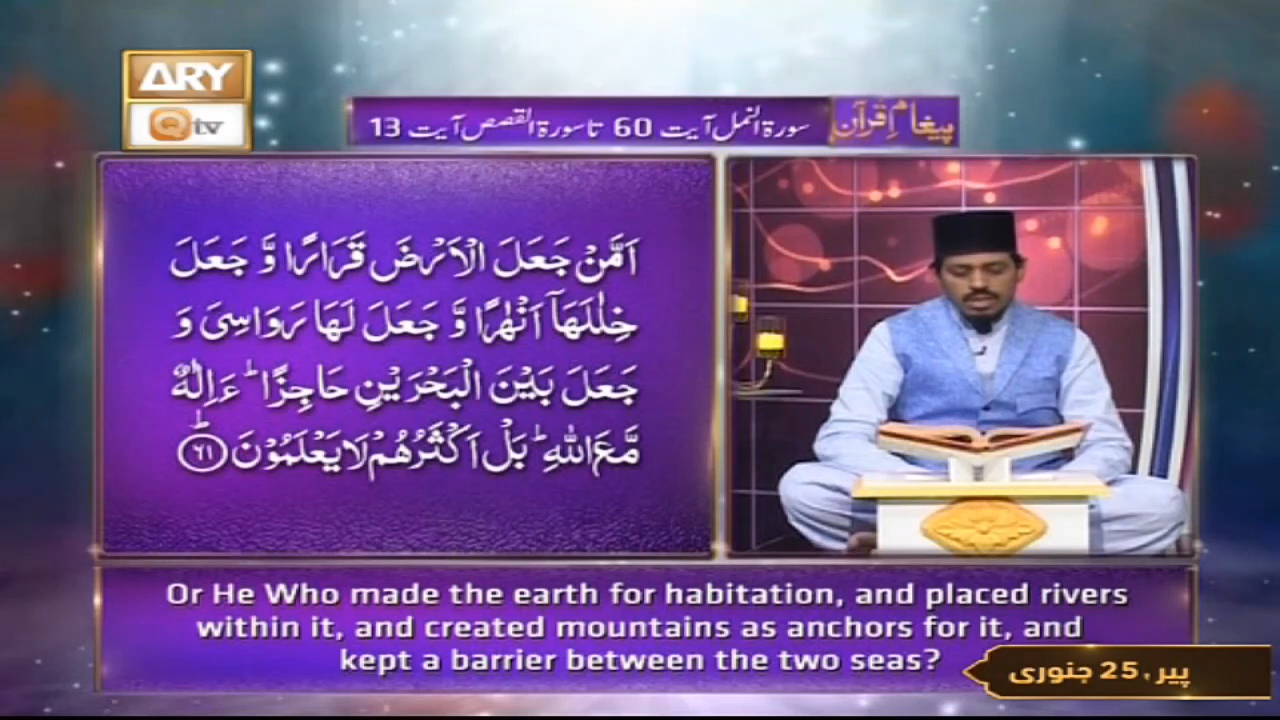 ARY
Qtv
پیغامِ قرآن
سورۃ النمل آیت 60 تا سورۃ القصص آیت 13
اَمَّنۡ جَعَلَ الۡاَرۡضَ قَرَارًا وَّ جَعَلَ
خِلٰلَهَاۤ اَنۡهٰرًا وَّ جَعَلَ لَهَا رَوَاسِىَ وَ
جَعَلَ بَيۡنَ الۡبَحۡرَيۡنِ حَاجِزًا‌ ؕ ءَاِلٰـهٌ
مَّعَ اللّٰهِ‌ ؕ بَلۡ اَكۡثَرُهُمۡ لَا يَعۡلَمُوۡنَ ؕ‏ ﴿۶۱﴾
Or He Who made the earth for habitation, and placed rivers
within it, and created mountains as anchors for it, and
kept a barrier between the two seas?
پیر، 25 جنوری